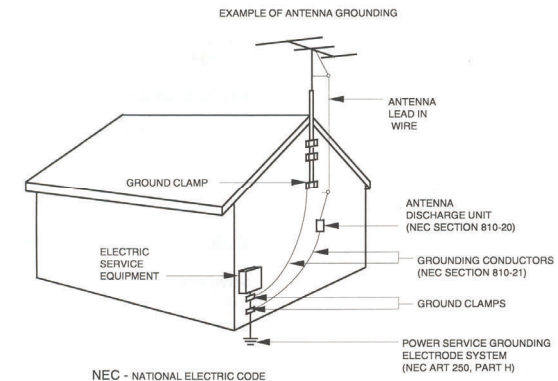 EXAMPLE OF ANTENNA GROUNDING
ANTENNA
LEAD IN
WIRE
GROUND CLAMP
ANTENNA
DISCHARGE UNIT
(NEC SECTION 810-20)
ELECTRIC
SERVICE
EQUIPMENT
GROUNDING CONDUCTORS
(NEC SECTION 810-21)
GROUND CLAMPS
POWER SERVICE GROUNDING
ELECTRODE SYSTEM
(NEC ART 250, PART H)
NEC - NATIONAL ELECTRIC CODE